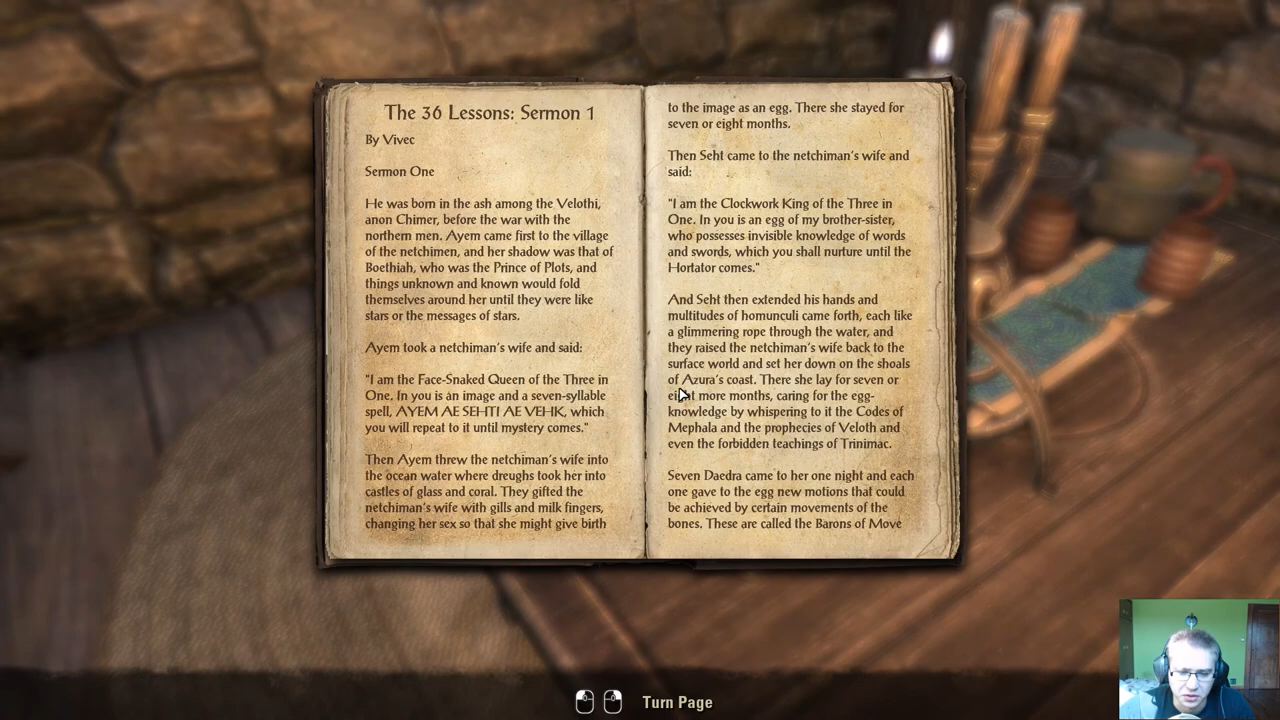 The 36 Lessons: Sermon 1
By Vivec
Sermon One
He was born in the ash among the Velothi,
anon Chimer, before the war with the
northern men. Ayem came first to the village
of the netchimen, and her shadow was that of
Boethiah, who was the Prince of Plots, and
things unknown and known would fold
themselves around her until they were like
stars or the messages of stars.
Ayem took a netchiman's wife and said:
"I am the Face-Snaked Queen of the Three in
One. In you is an image and a seven-syllable
spell, AYEM AE SEHTI AE VEHK, which
you will repeat to it until mystery comes."
Then Ayem threw the netchiman's wife into
the ocean water where dreughs took her into
castles of glass and coral. They gifted the
netchiman's wife with gills and milk fingers,
changing her sex so that she might give birth
to the image as an egg. There she stayed for
seven or eight months.
Then Seht came to the netchiman's wife and
said:
"I am the Clockwork King of the Three in
One. In you is an egg of my brother-sister,
who possesses invisible knowledge of words
and swords, which you shall nurture until the
Hortator comes."
And Seht then extended his hands and
multitudes of homunculi came forth, each like
a glimmering rope through the water, and
they raised the netchiman's wife back to the
surface world and set her down on the shoals
of Azura's coast. There she lay for seven or
eight more months, caring for the egg-
knowledge by whispering to it the Codes of
Mephala and the prophecies of Veloth and
even the forbidden teachings of Trinimac.
Seven Daedra came to her one night and each
one gave to the egg new motions that could
be achieved by certain movements of the
bones. These are called the Barons of Move
Turn Page